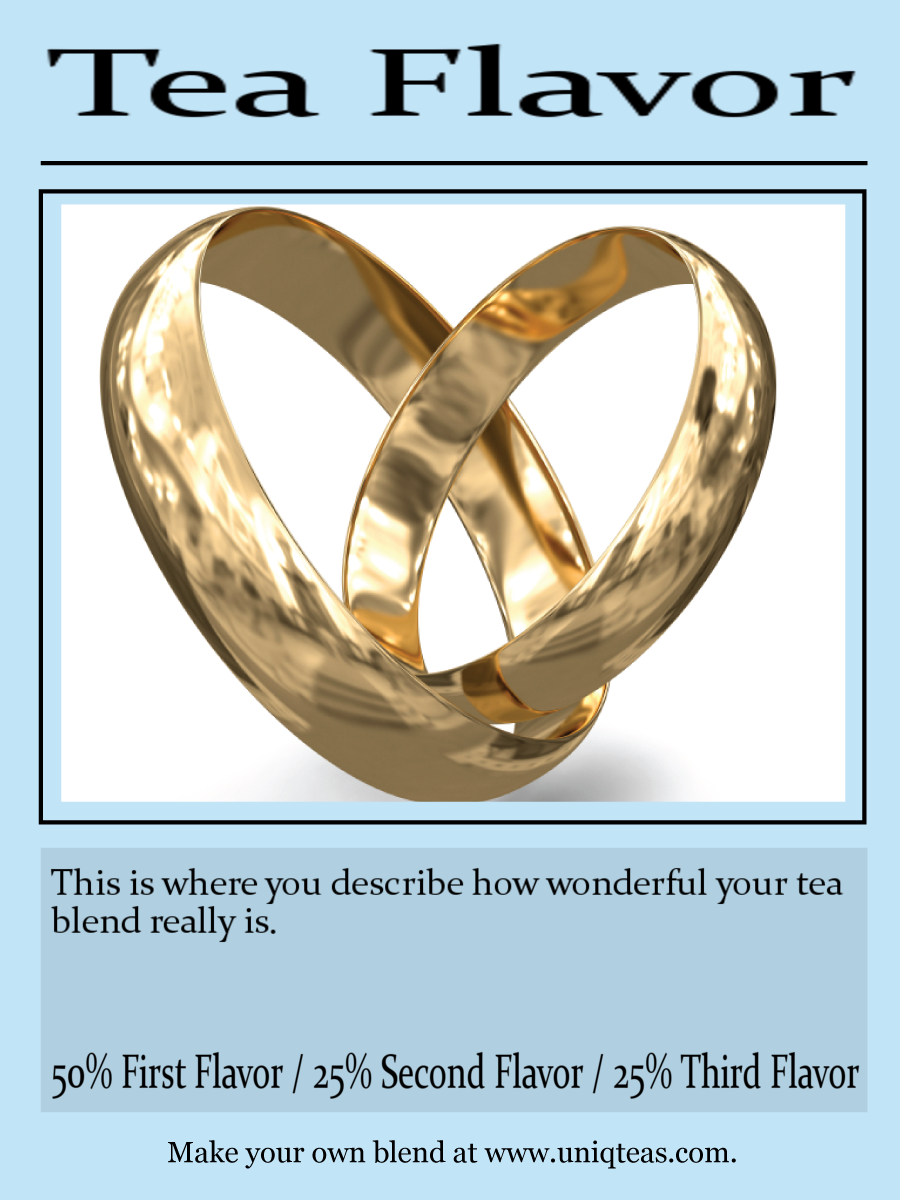 Tea Flavor
This is where you describe how wonderful your tea
blend really is.
50% First Flavor / 25% Second Flavor / 25% Third Flavor
Make your own blend at www.uniqteas.com.